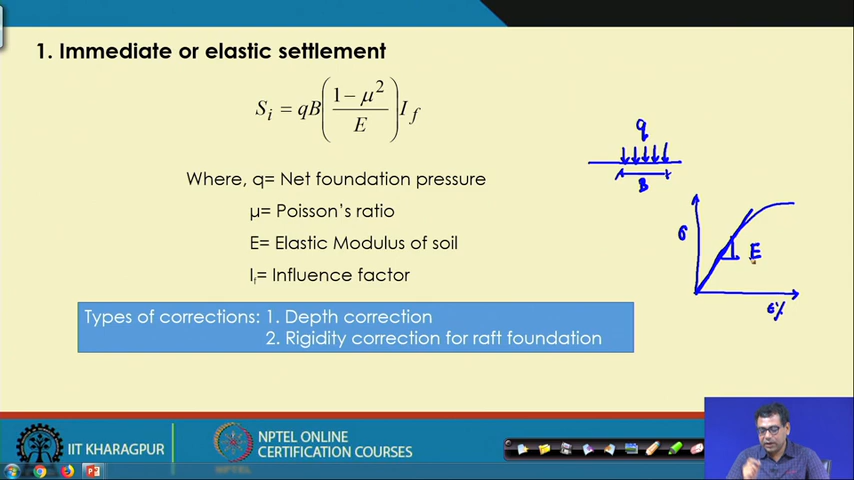 1. Immediate or elastic settlement
S_i = qB((1 − μ²)/E) I_f
Where, q= Net foundation pressure
μ= Poisson's ratio
E= Elastic Modulus of soil
I_f= Influence factor
Types of corrections: 1. Depth correction
2. Rigidity correction for raft foundation
q
B
σ
E
ε%
IIT KHARAGPUR
NPTEL
NPTEL ONLINE
CERTIFICATION COURSES